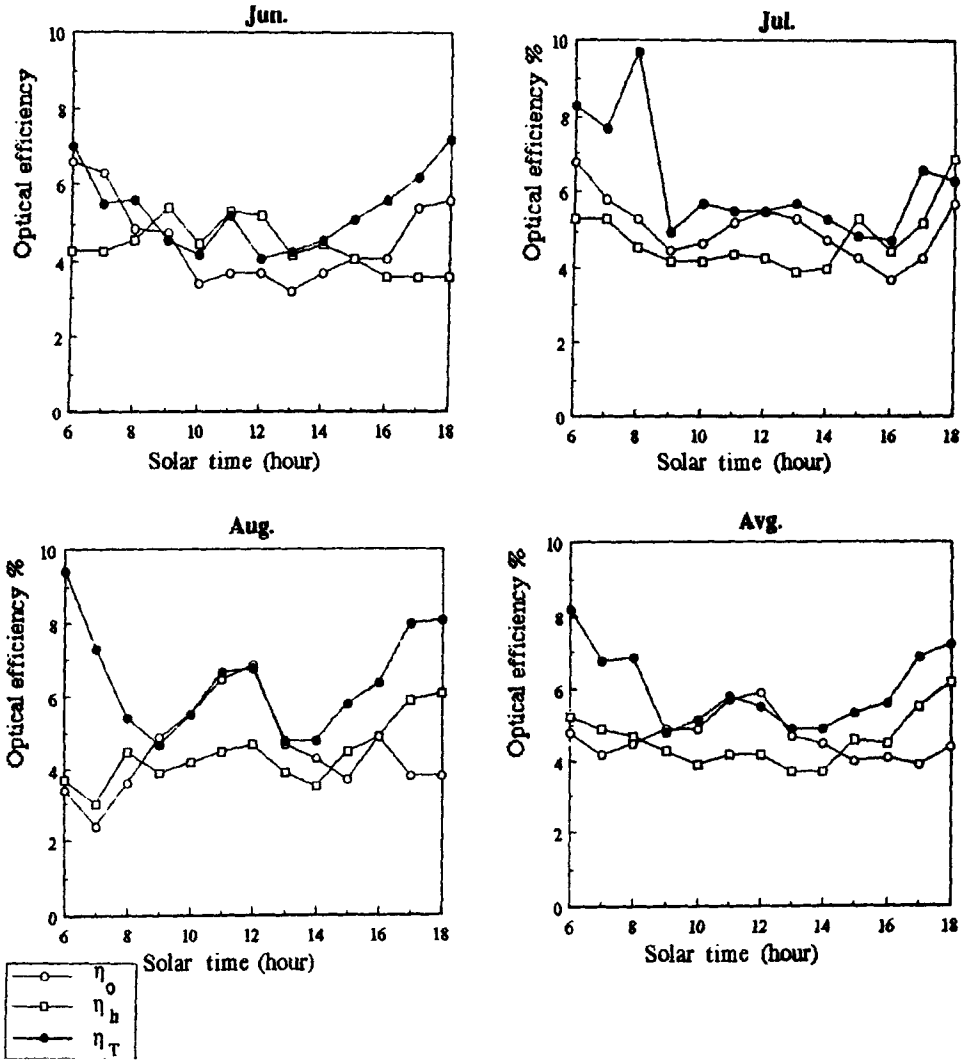 Jun.
Optical efficiency
10
8
6
4
2
0
6 8 10 12 14 16 18
Solar time (hour)
Jul.
Optical efficiency %
10
8
6
4
2
0
6 8 10 12 14 16 18
Solar time (hour)
Aug.
Optical efficiency %
10
8
6
4
2
0
6 8 10 12 14 16 18
Solar time (hour)
Avg.
Optical efficiency %
10
8
6
4
2
0
6 8 10 12 14 16 18
Solar time (hour)
η_o
η_h
η_T